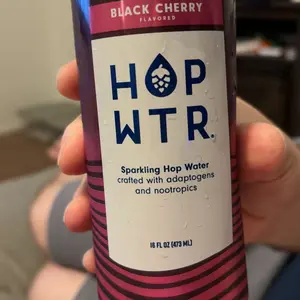 BLACK CHERRY
FLAVORED
HOP
WTR.
Sparkling Hop Water
crafted with adaptogens
and nootropics
16 FL OZ (473 ML)